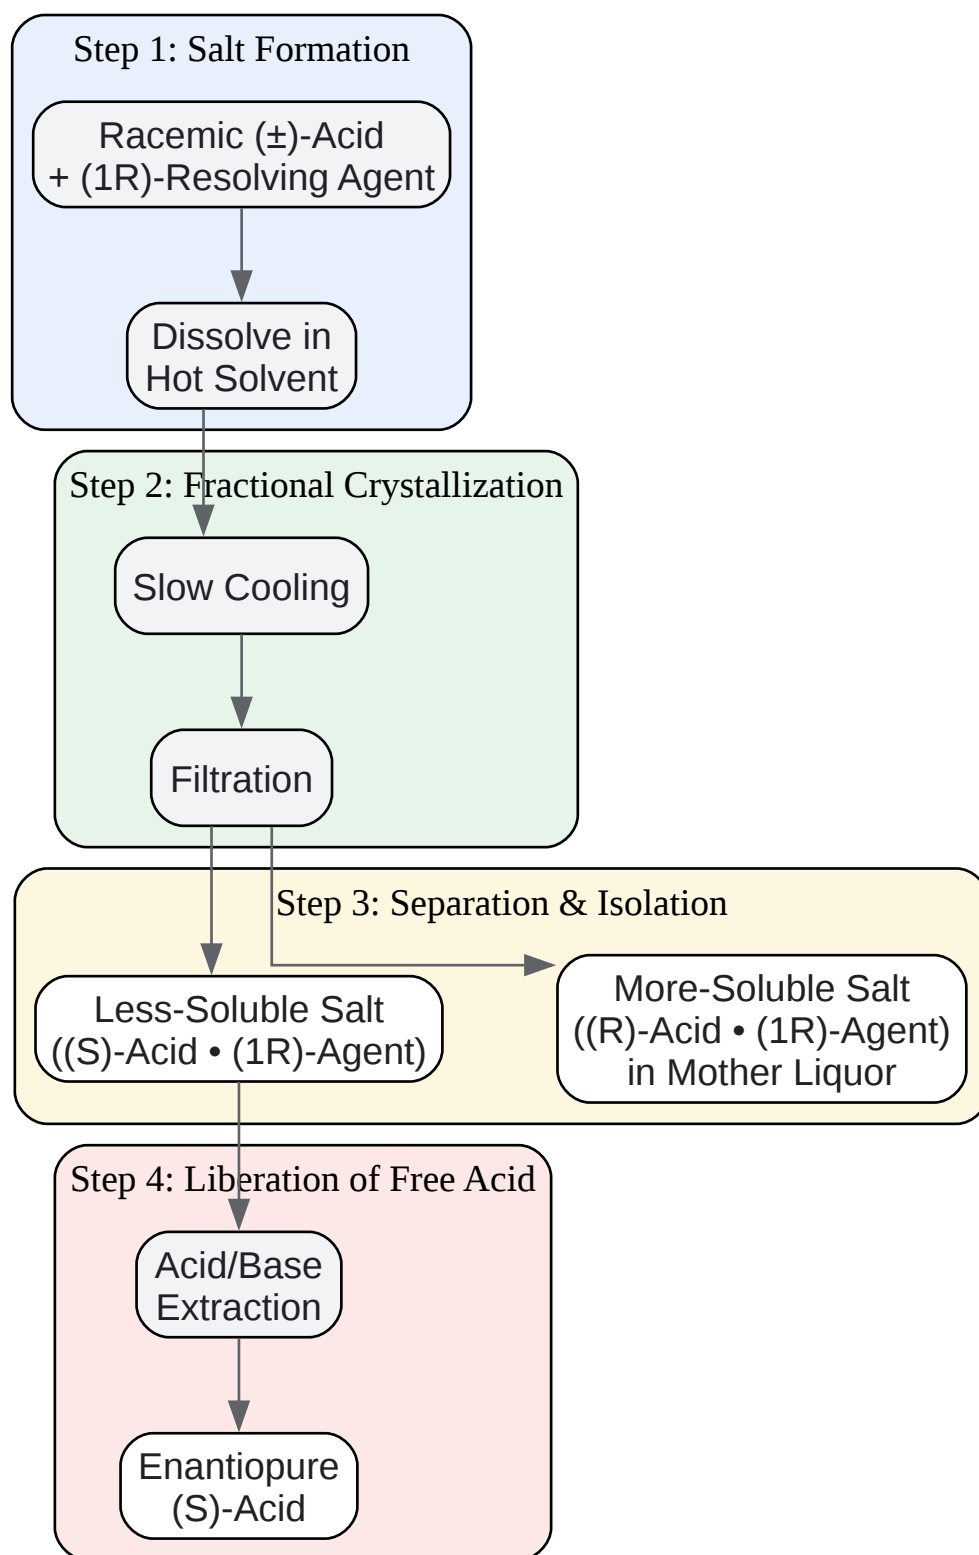 Step 1: Salt Formation
Racemic (±)-Acid
+ (1R)-Resolving Agent
Dissolve in
Hot Solvent
Step 2: Fractional Crystallization
Slow Cooling
Filtration
Step 3: Separation & Isolation
Less-Soluble Salt
((S)-Acid • (1R)-Agent)
More-Soluble Salt
((R)-Acid • (1R)-Agent)
in Mother Liquor
Step 4: Liberation of Free Acid
Acid/Base
Extraction
Enantiopure
(S)-Acid